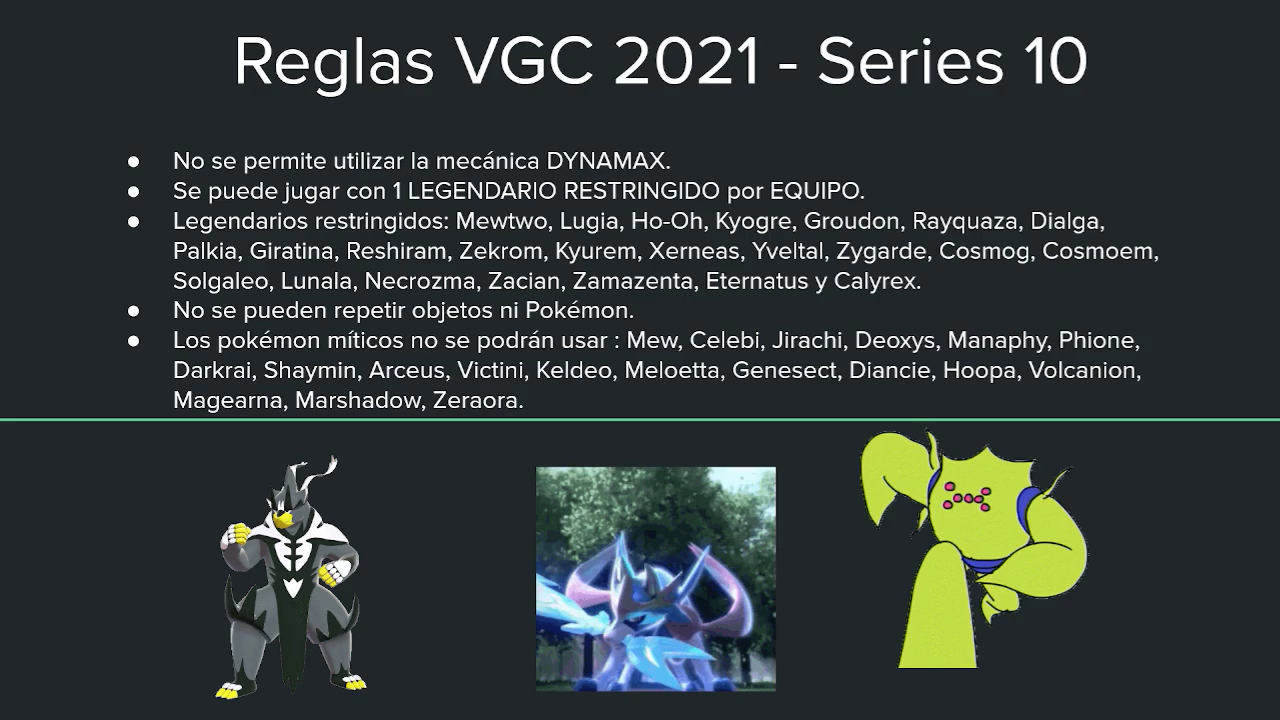 Reglas VGC 2021 - Series 10
● No se permite utilizar la mecánica DYNAMAX.
● Se puede jugar con 1 LEGENDARIO RESTRINGIDO por EQUIPO.
● Legendarios restringidos: Mewtwo, Lugia, Ho-Oh, Kyogre, Groudon, Rayquaza, Dialga,
Palkia, Giratina, Reshiram, Zekrom, Kyurem, Xerneas, Yveltal, Zygarde, Cosmog, Cosmoem,
Solgaleo, Lunala, Necrozma, Zacian, Zamazenta, Eternatus y Calyrex.
● No se pueden repetir objetos ni Pokémon.
● Los pokémon míticos no se podrán usar : Mew, Celebi, Jirachi, Deoxys, Manaphy, Phione,
Darkrai, Shaymin, Arceus, Victini, Keldeo, Meloetta, Genesect, Diancie, Hoopa, Volcanion,
Magearna, Marshadow, Zeraora.